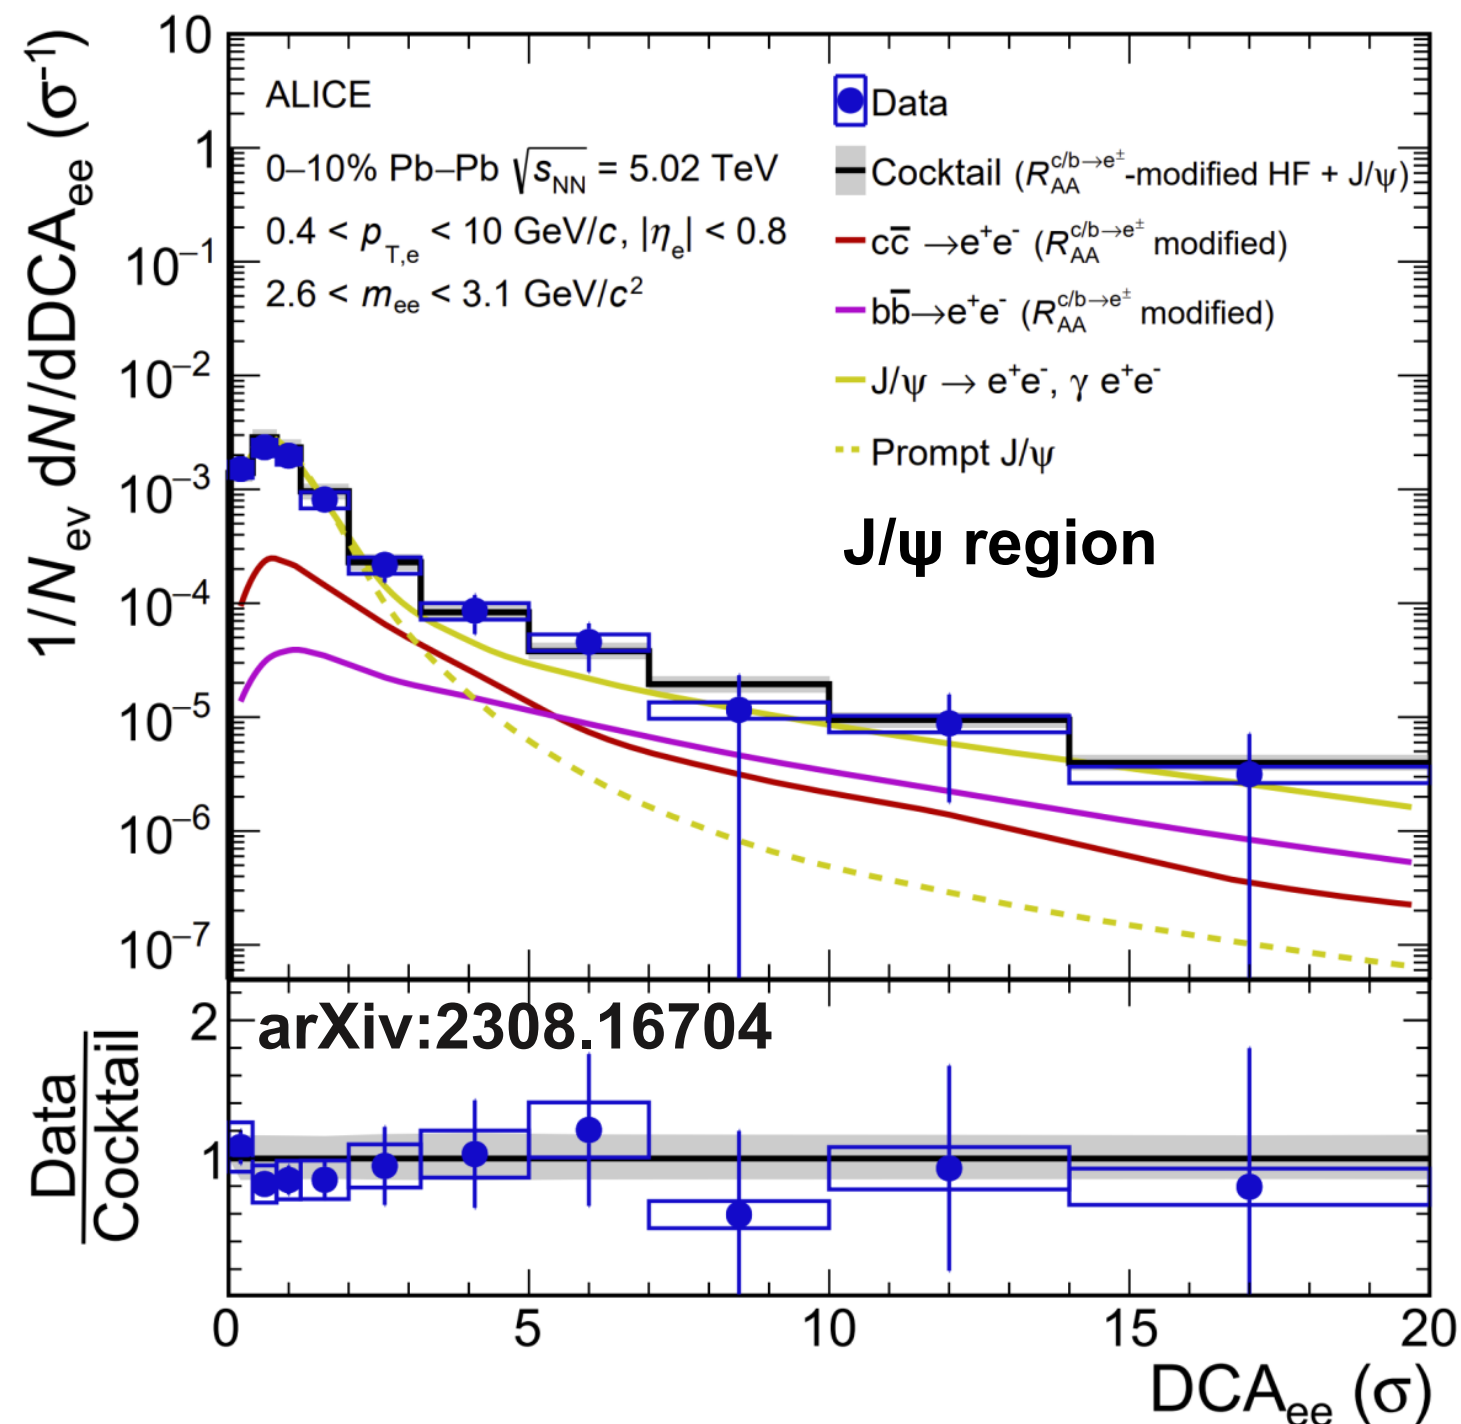 ALICE
0–10% Pb–Pb √sNN = 5.02 TeV
0.4 < pT,e < 10 GeV/c, |ηe| < 0.8
2.6 < mee < 3.1 GeV/c²
Data
Cocktail (R_AA^c/b→e± -modified HF + J/ψ)
cc̄ →e⁺e⁻ (R_AA^c/b→e± modified)
bb̄→e⁺e⁻ (R_AA^c/b→e± modified)
J/ψ → e⁺e⁻, γ e⁺e⁻
Prompt J/ψ
J/ψ region
1/Nev dN/dDCAee (σ⁻¹)
10
1
10⁻¹
10⁻²
10⁻³
10⁻⁴
10⁻⁵
10⁻⁶
10⁻⁷
arXiv:2308.16704
Data
Cocktail
2
1
0 5 10 15 20
DCAee (σ)